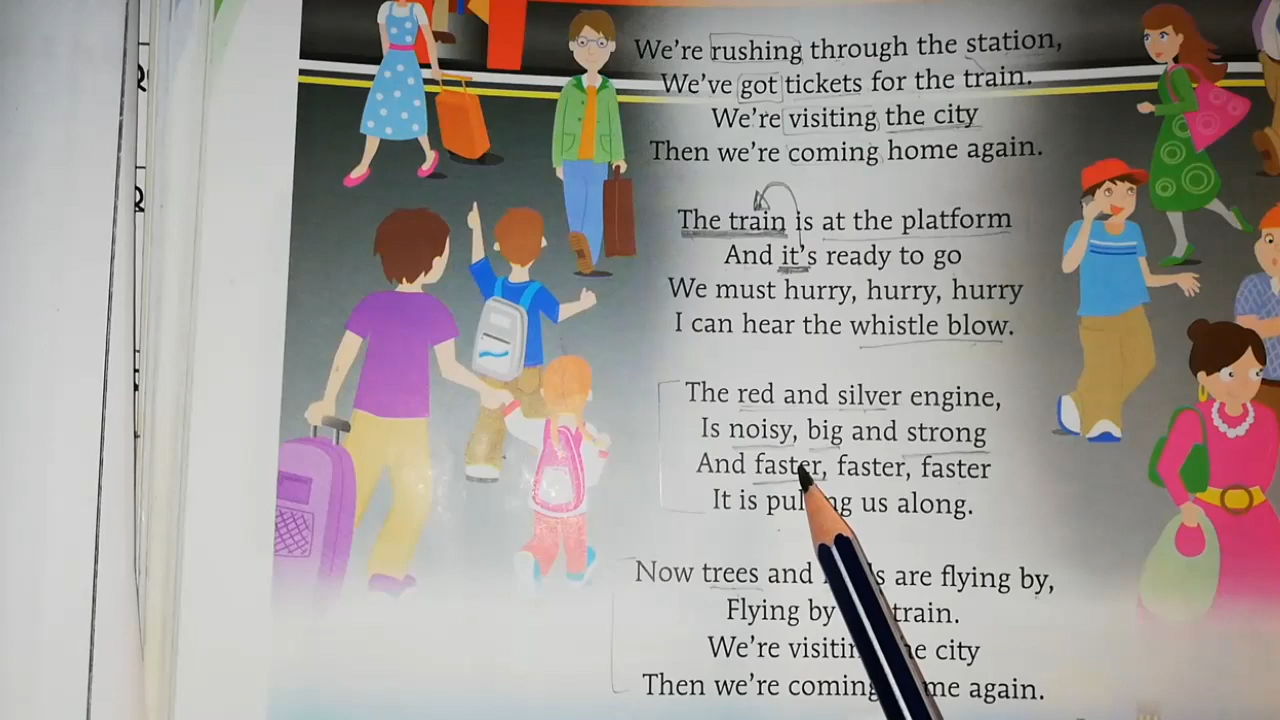 We're rushing through the station,
We've got tickets for the train.
We're visiting the city
Then we're coming home again.
The train is at the platform
And it's ready to go
We must hurry, hurry, hurry
I can hear the whistle blow.
The red and silver engine,
Is noisy, big and strong
And faster, faster, faster
It is us along.
Now trees and are flying by,
Flying by train.
We're city
Then we're coming again.